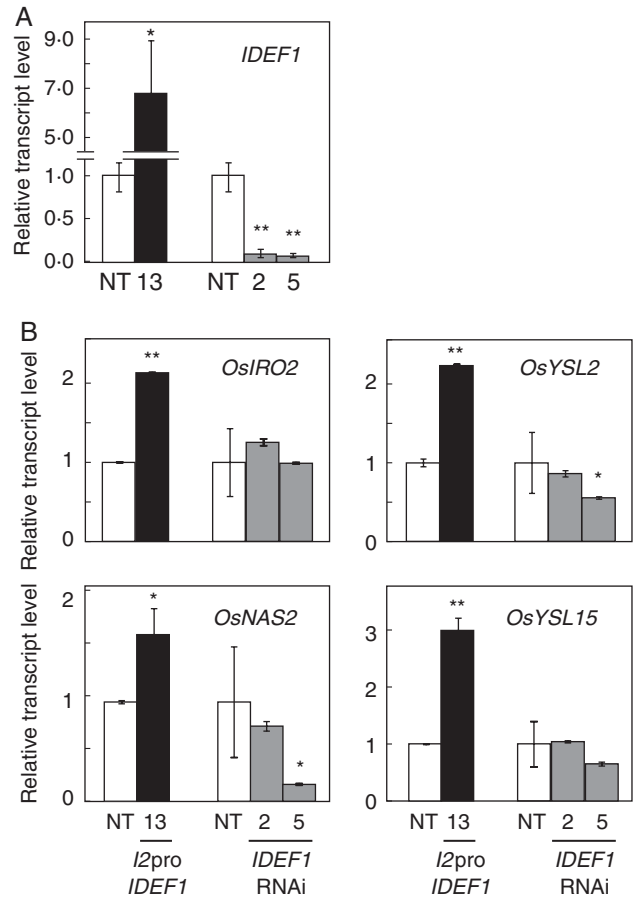 A
Relative transcript level
9·0
7·0
5·0
1·0
0·5
0·0
IDEF1
*
** **
NT 13 NT 2 5
B
Relative transcript level
2
1
0
OsIRO2
**
2
1
0
OsYSL2
**
*
Relative transcript level
2
1
0
OsNAS2
*
*
3
2
1
0
OsYSL15
**
NT 13 NT 2 5 NT 13 NT 2 5
I2pro IDEF1 I2pro IDEF1
IDEF1 RNAi IDEF1 RNAi